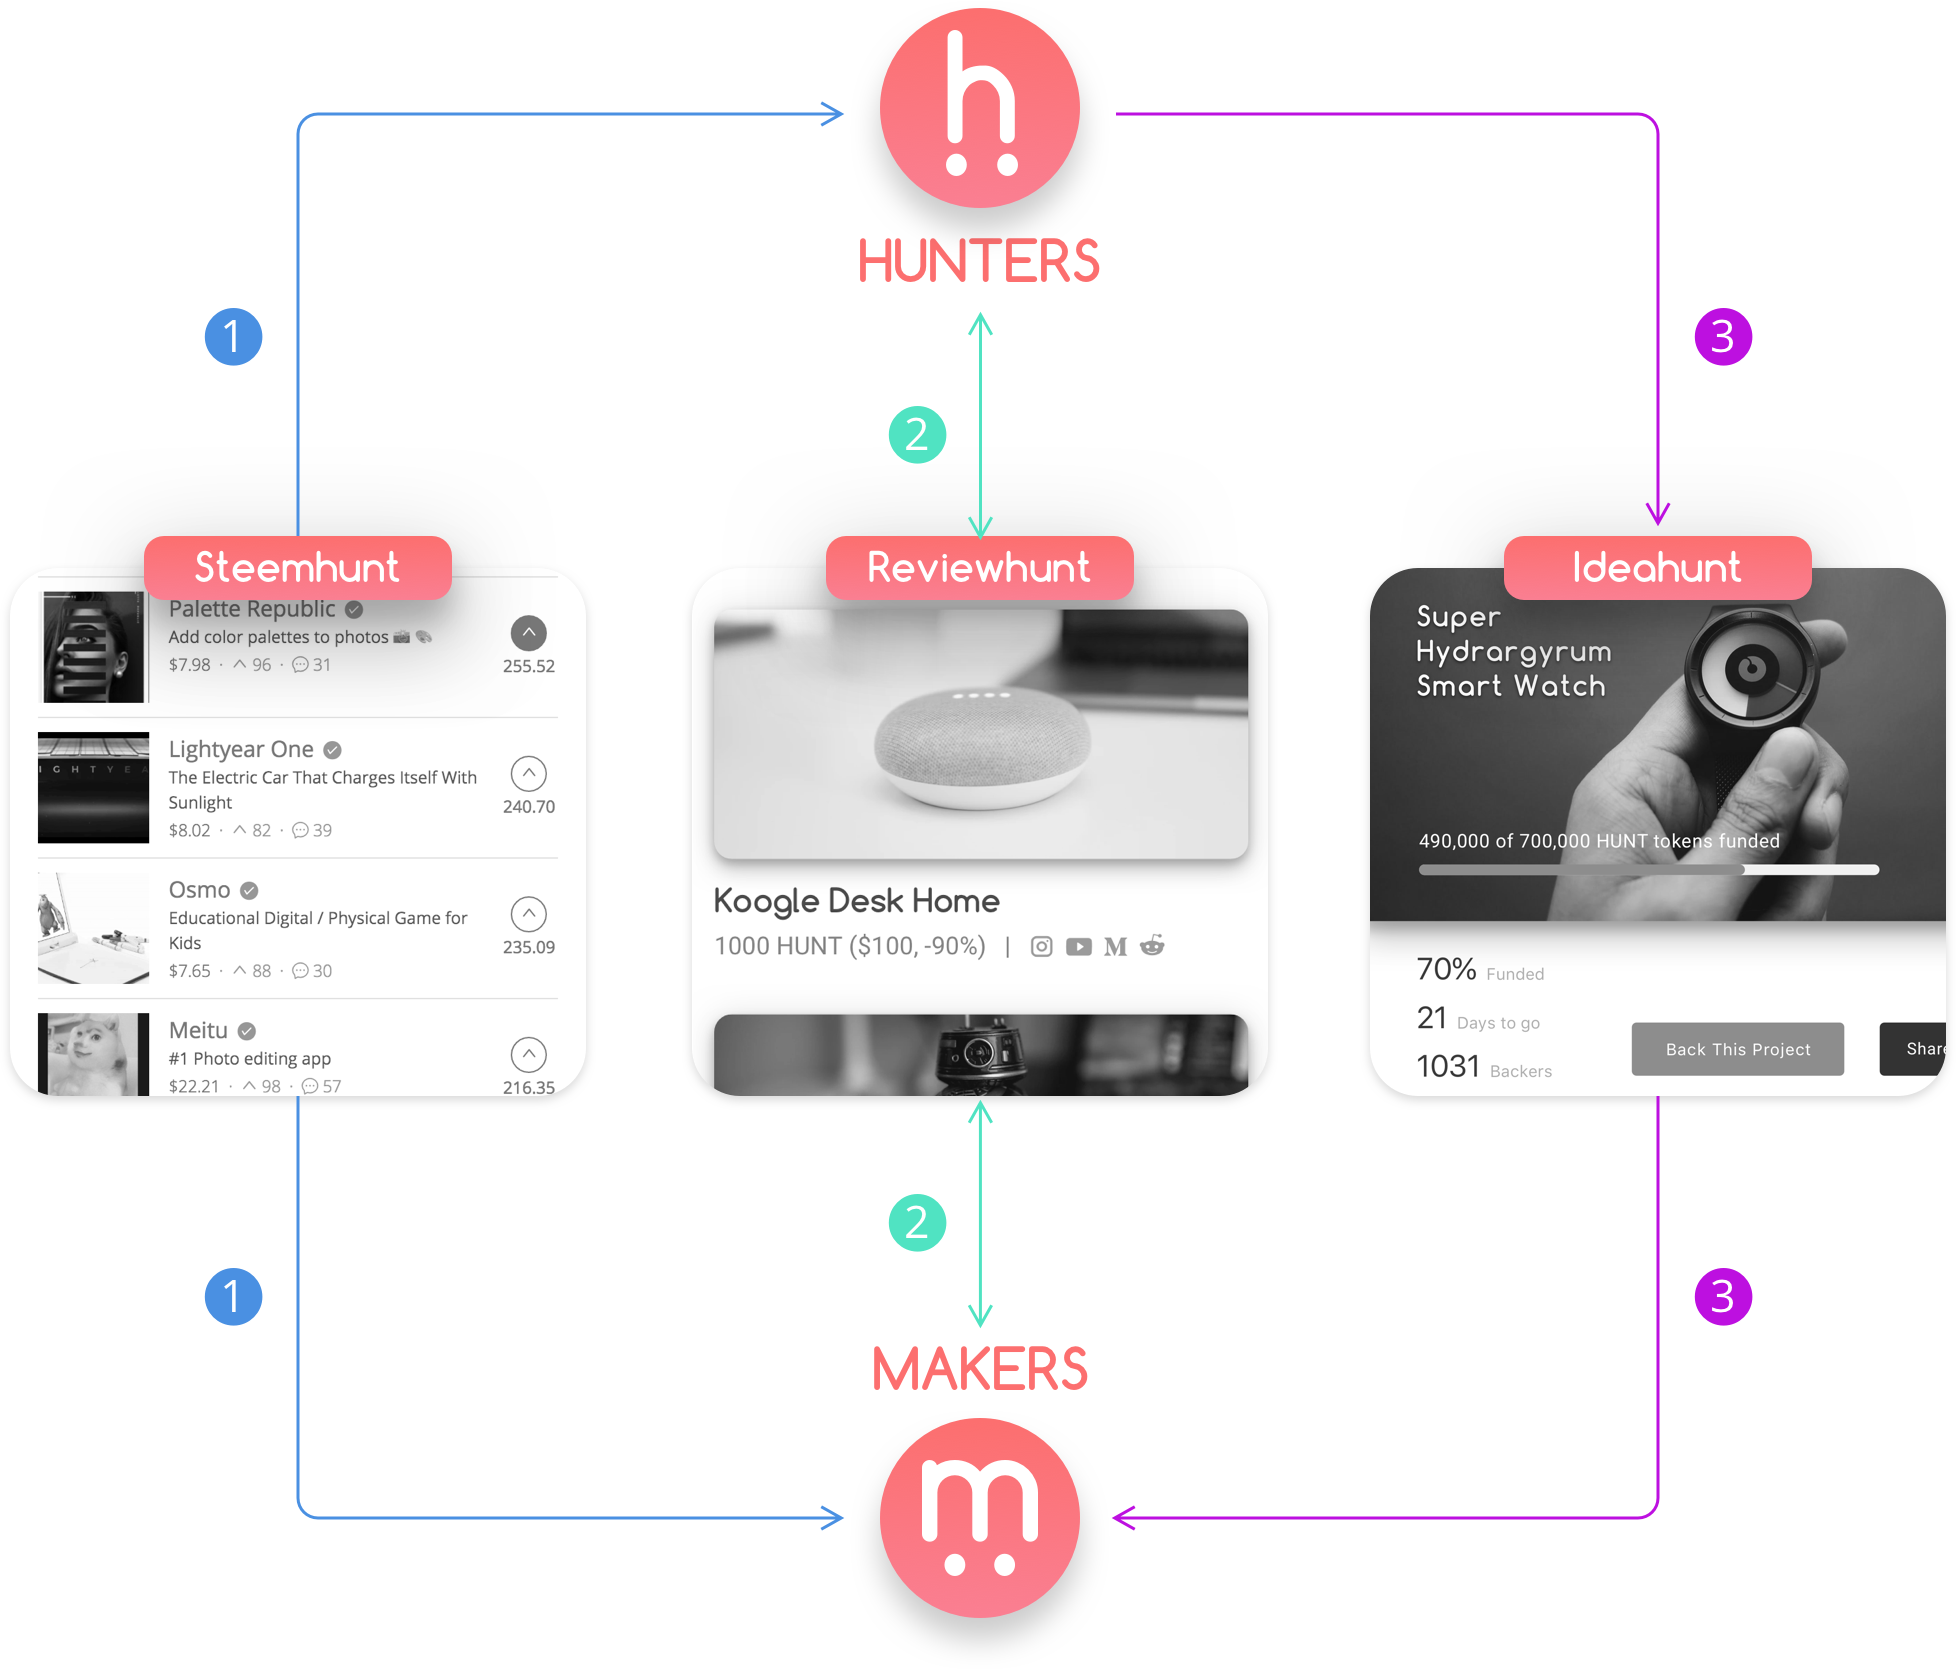 h
HUNTERS
1
3
2
Steemhunt
Palette Republic
Add color palettes to photos
$7.98 · 96 · 31
255.52
Lightyear One
The Electric Car That Charges Itself With
Sunlight
$8.02 · 82 · 39
240.70
Osmo
Educational Digital / Physical Game for
Kids
$7.65 · 88 · 30
235.09
Meitu
#1 Photo editing app
$22.21 · 98 · 57
216.35
Reviewhunt
Koogle Desk Home
1000 HUNT ($100, -90%) |
Ideahunt
Super
Hydrargyrum
Smart Watch
490,000 of 700,000 HUNT tokens funded
70% Funded
21 Days to go
1031 Backers
Back This Project
Share
2
1
3
MAKERS
m